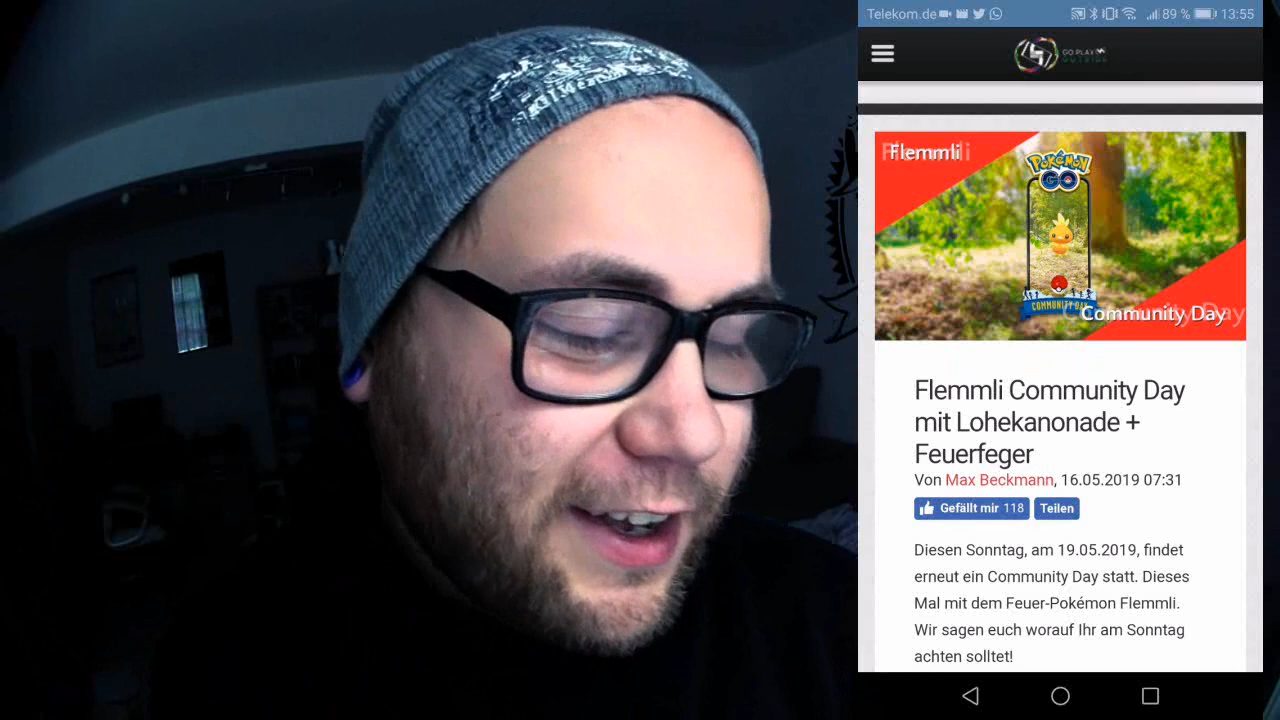 Telekom.de 89 % 13:55
GO PLAY
OUTSIDE
Flemmli
POKÉMON
GO
COMMUNITY DAY
Community Day
Flemmli Community Day
mit Lohekanonade +
Feuerfeger
Von Max Beckmann, 16.05.2019 07:31
Gefällt mir 118 Teilen
Diesen Sonntag, am 19.05.2019, findet
erneut ein Community Day statt. Dieses
Mal mit dem Feuer-Pokémon Flemmli.
Wir sagen euch worauf Ihr am Sonntag
achten solltet!